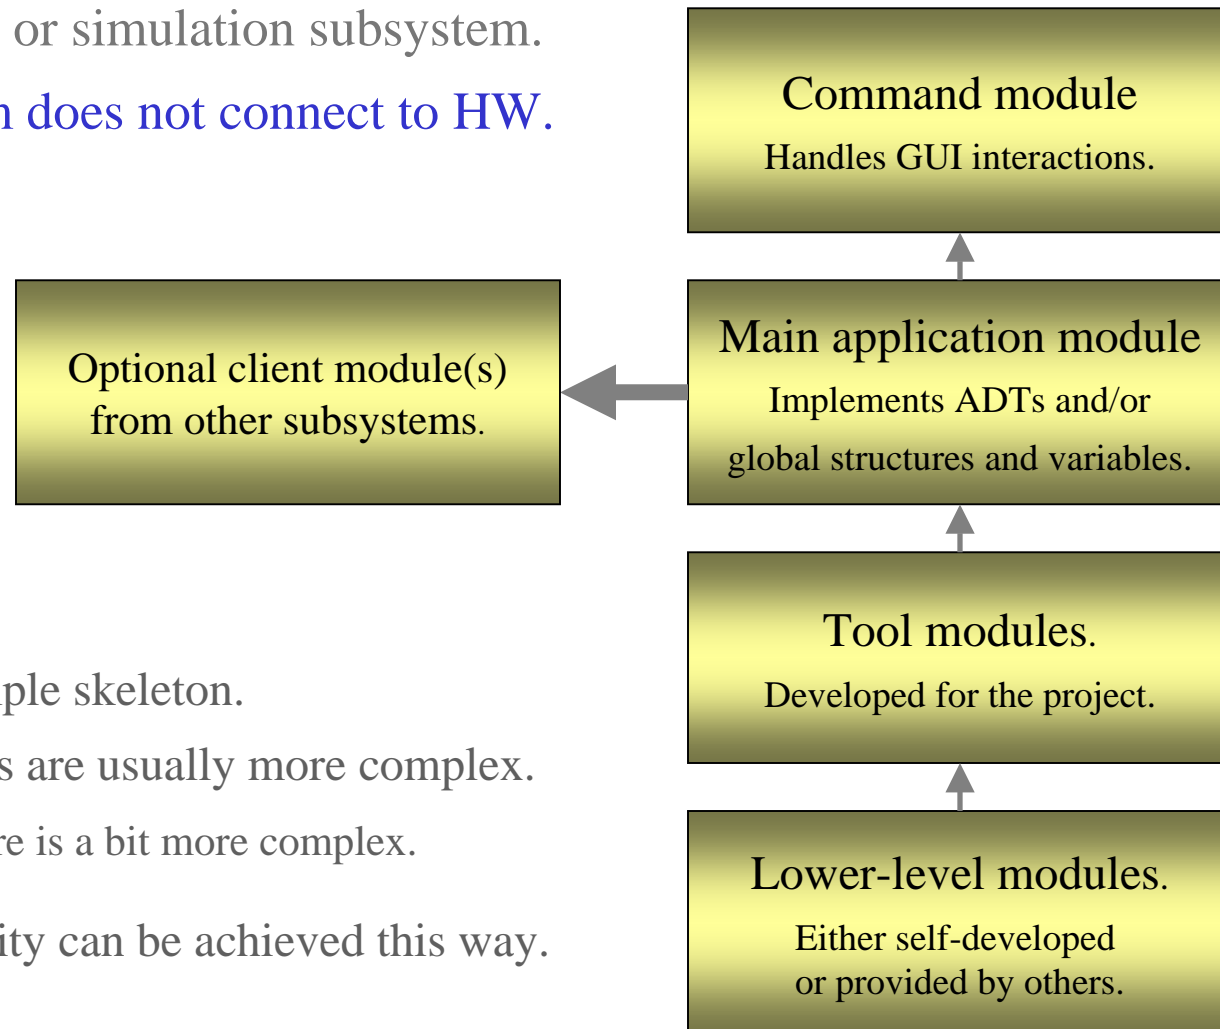 or simulation subsystem.
does not connect to HW.
Command module
Handles GUI interactions.
Optional client module(s)
from other subsystems.
Main application module
Implements ADTs and/or
global structures and variables.
Tool modules.
Developed for the project.
skeleton.
are usually more complex.
is a bit more complex.
can be achieved this way.
Lower-level modules.
Either self-developed
or provided by others.